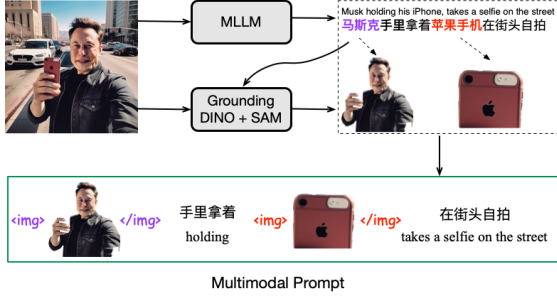 MLLM
Grounding
DINO + SAM
Musk holding his iPhone, takes a selfie on the street
马斯克手里拿着苹果手机在街头自拍
<img> </img> 手里拿着 <img> </img> 在街头自拍
holding takes a selfie on the street
Multimodal Prompt